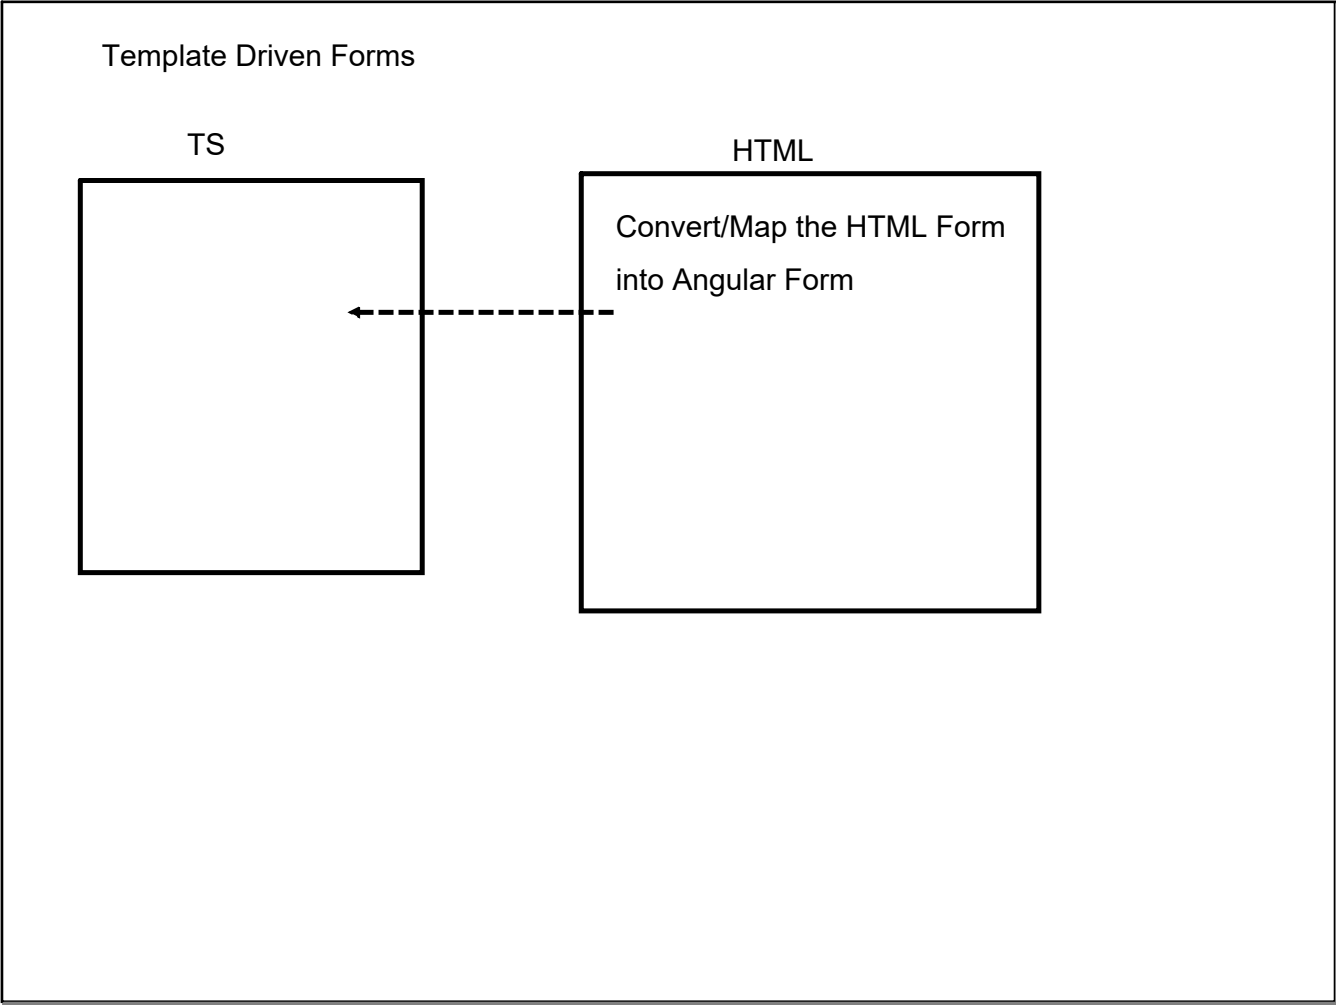 Template Driven Forms
TS
HTML
Convert/Map the HTML Form
into Angular Form